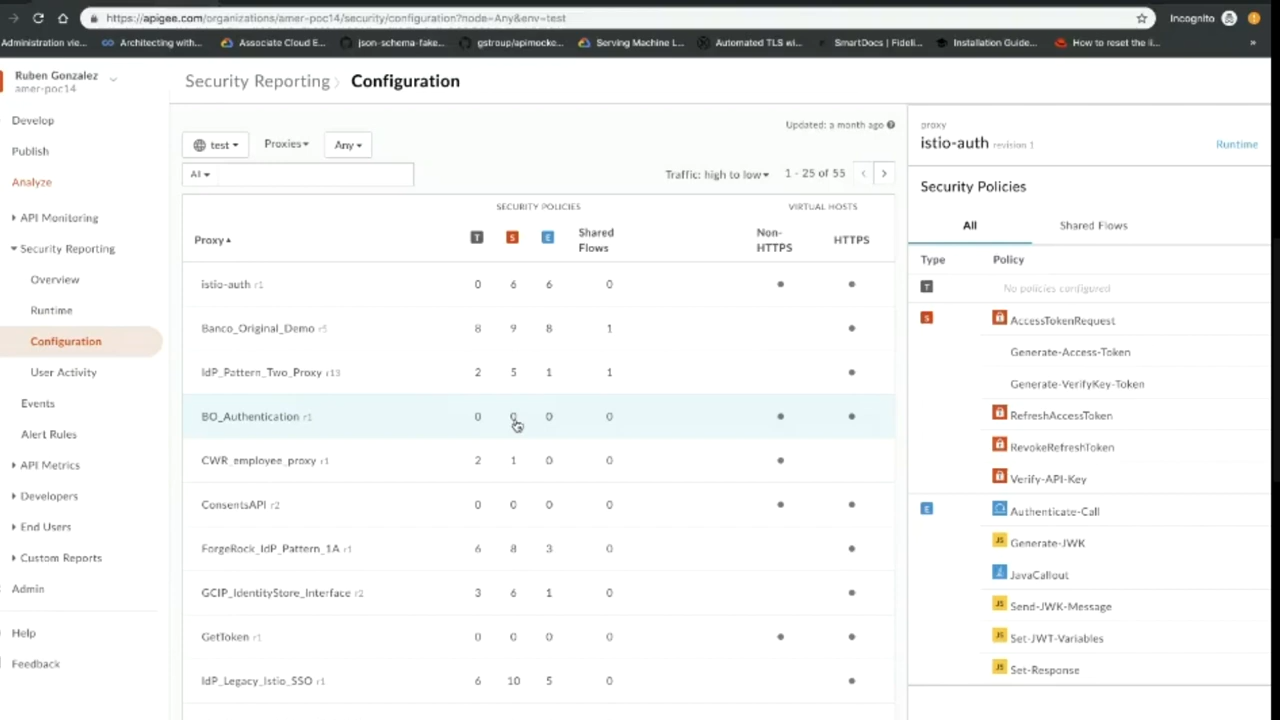 https://apigee.com/organizations/amer-poc14/security/configuration?node=Any&env=test
Incognito
Administration vie...
Architecting with...
Associate Cloud E...
json-schema-fake...
gstroup/apimocke...
Serving Machine L...
Automated TLS wi...
SmartDocs | Fideli...
Installation Guide...
How to reset the li...
»
Ruben Gonzalez
amer-poc14
Develop
Publish
Analyze
API Monitoring
Security Reporting
Overview
Runtime
Configuration
User Activity
Events
Alert Rules
API Metrics
Developers
End Users
Custom Reports
Admin
Help
Feedback
Security Reporting Configuration
Updated: a month ago
test Proxies Any
All
Traffic: high to low 1 - 25 of 55
SECURITY POLICIES VIRTUAL HOSTS
Proxy T S E Shared Flows Non-HTTPS HTTPS
istio-auth r1 0 6 6 0
Banco_Original_Demo r5 8 9 8 1
IdP_Pattern_Two_Proxy r13 2 5 1 1
BO_Authentication r1 0 0 0 0
CWR_employee_proxy r1 2 1 0 0
ConsentsAPI r2 0 0 0 0
ForgeRock_IdP_Pattern_1A r1 6 8 3 0
GCIP_IdentityStore_Interface r2 3 6 1 0
GetToken r1 0 0 0 0
IdP_Legacy_Istio_SSO r1 6 10 5 0
proxy
istio-auth revision 1
Runtime
Security Policies
All Shared Flows
Type Policy
T No policies configured
S AccessTokenRequest
Generate-Access-Token
Generate-VerifyKey-Token
RefreshAccessToken
RevokeRefreshToken
Verify-API-Key
E Authenticate-Call
JS Generate-JWK
JavaCallout
JS Send-JWK-Message
JS Set-JWT-Variables
JS Set-Response